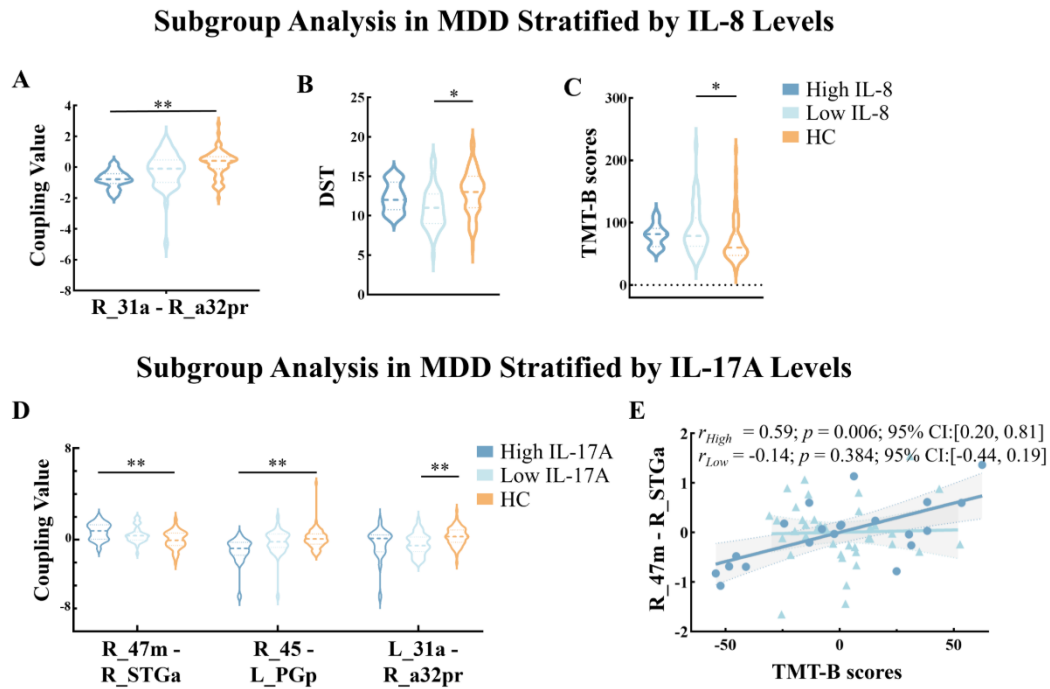 Subgroup Analysis in MDD Stratified by IL-8 Levels
A
Coupling Value
4
2
0
-2
-4
-6
-8
**
R_31a - R_a32pr
B
DST
25
20
15
10
5
0
*
C
TMT-B scores
300
200
100
0
*
High IL-8
Low IL-8
HC
Subgroup Analysis in MDD Stratified by IL-17A Levels
D
Coupling Value
8
0
-8
**
**
**
High IL-17A
Low IL-17A
HC
R_47m -
R_STGa
R_45 -
L_PGp
L_31a -
R_a32pr
E
r_High = 0.59; p = 0.006; 95% CI:[0.20, 0.81]
r_Low = -0.14; p = 0.384; 95% CI:[-0.44, 0.19]
R_47m - R_STGa
2
1
0
-1
-2
-50
0
50
TMT-B scores